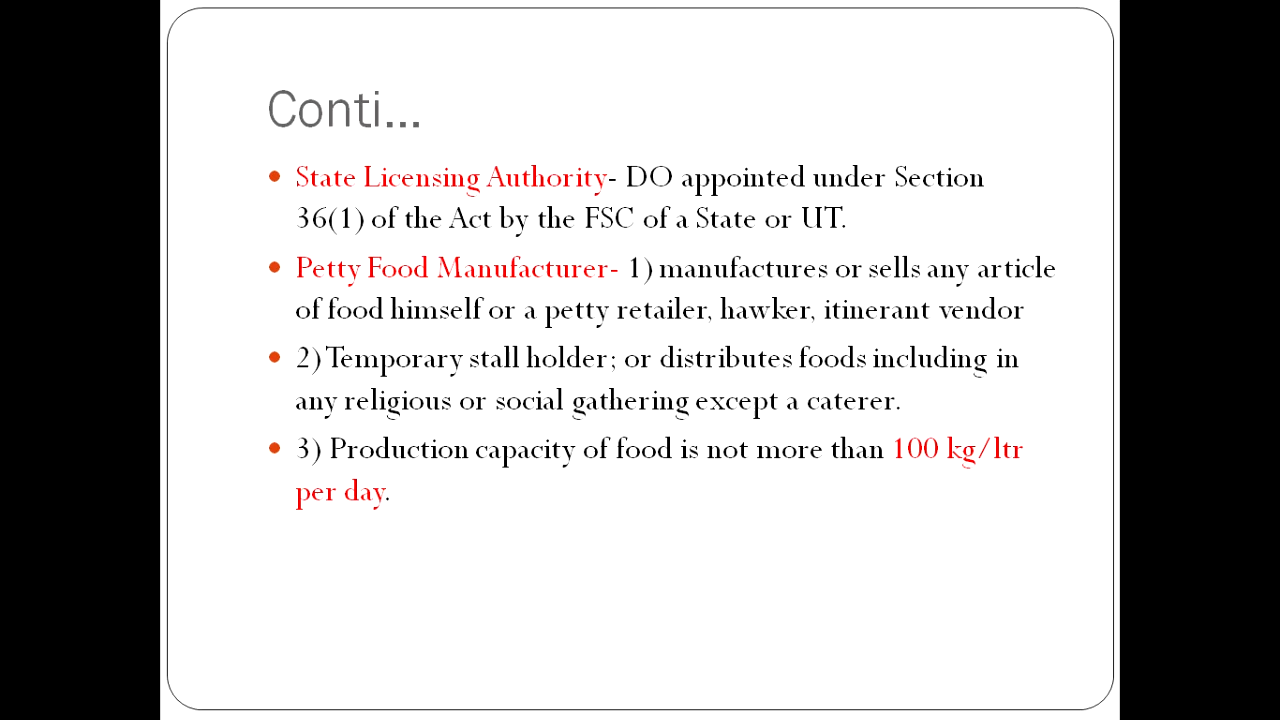 Conti...
State Licensing Authority- DO appointed under Section
36(1) of the Act by the FSC of a State or UT.
Petty Food Manufacturer- 1) manufactures or sells any article
of food himself or a petty retailer, hawker, itinerant vendor
2) Temporary stall holder; or distributes foods including in
any religious or social gathering except a caterer.
3) Production capacity of food is not more than 100 kg/ltr
per day.